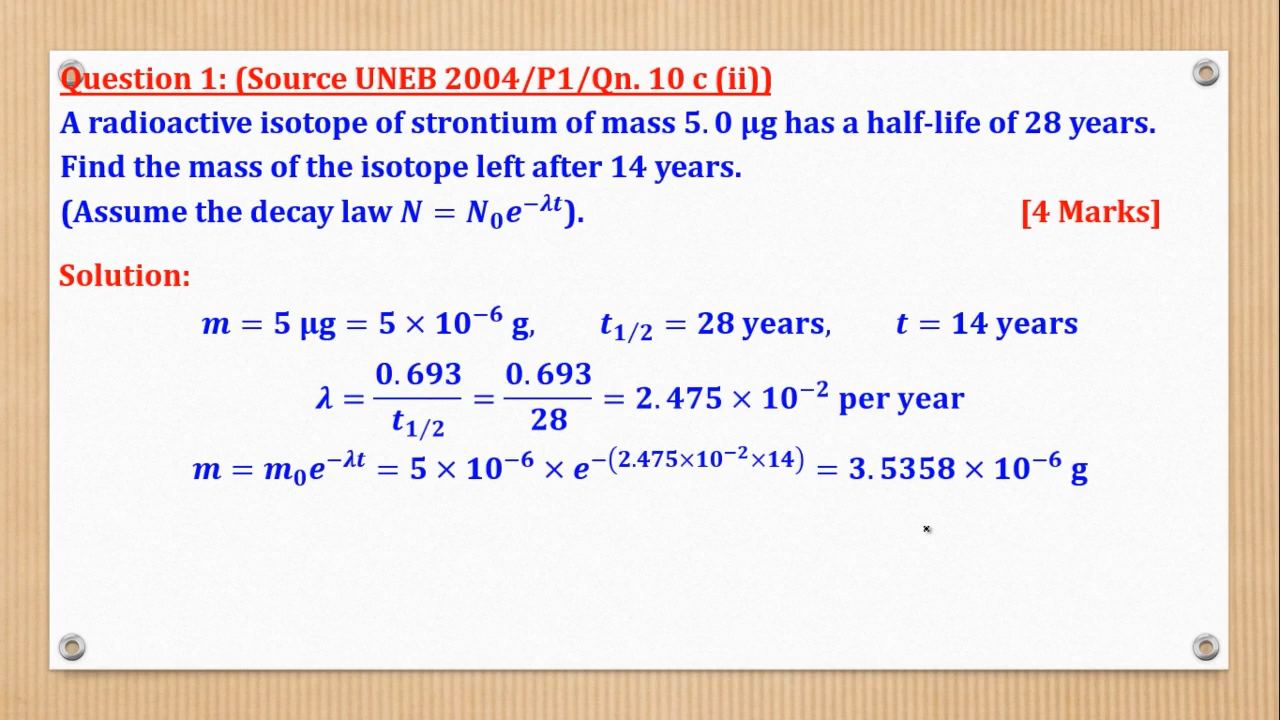 Question 1: (Source UNEB 2004/P1/Qn. 10 c (ii))
A radioactive isotope of strontium of mass 5.0 μg has a half-life of 28 years.
Find the mass of the isotope left after 14 years.
(Assume the decay law N = N₀e^{−λt}). [4 Marks]
Solution:
m = 5 μg = 5 × 10⁻⁶ g, t_{1/2} = 28 years, t = 14 years
λ = 0.693/t_{1/2} = 0.693/28 = 2.475 × 10⁻² per year
m = m₀e^{−λt} = 5 × 10⁻⁶ × e^{−(2.475×10⁻²×14)} = 3.5358 × 10⁻⁶ g